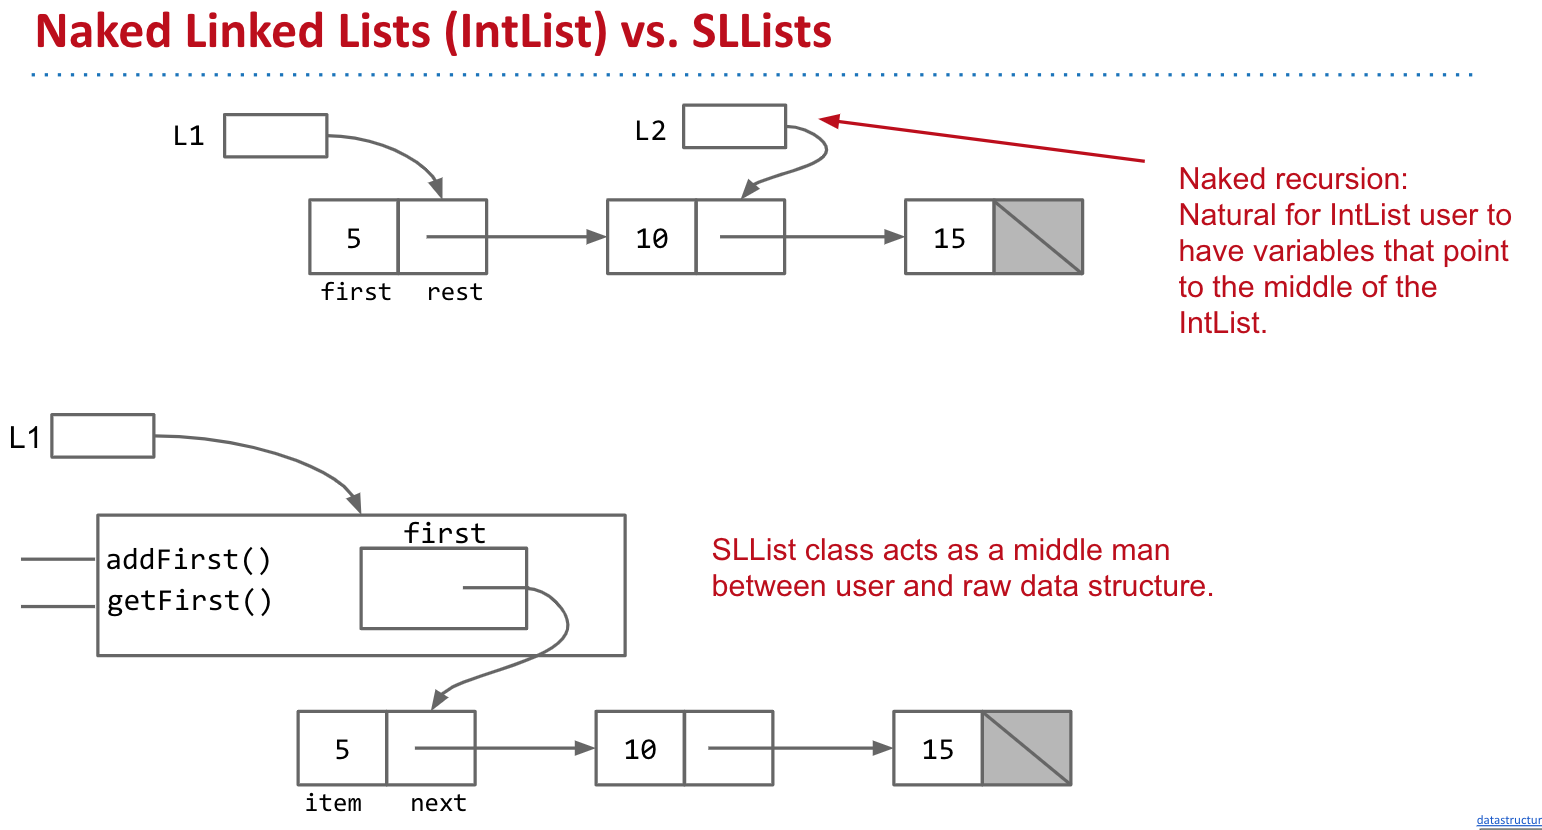 Naked Linked Lists (IntList) vs. SLLists
L1
L2
Naked recursion:
Natural for IntList user to
have variables that point
to the middle of the
IntList.
5
10
15
first rest
L1
first
addFirst()
getFirst()
SLList class acts as a middle man
between user and raw data structure.
5
10
15
item next
datastructur